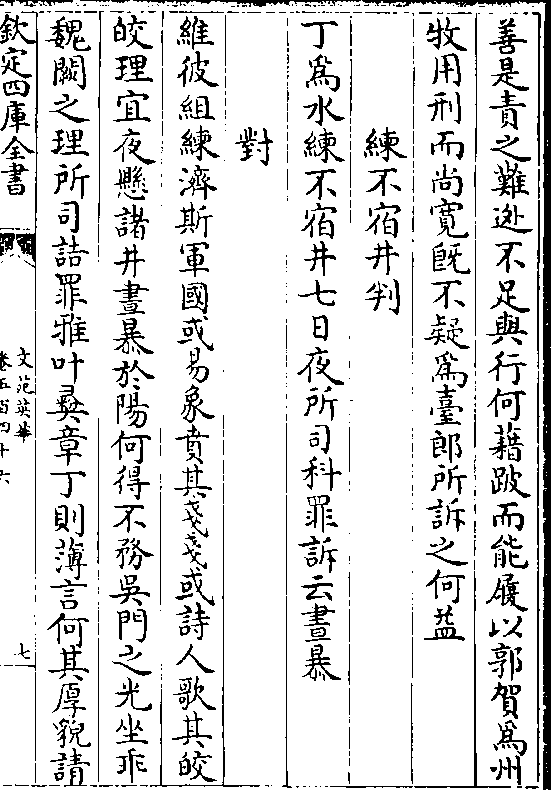 善是責之難逊不足與行何藉跛而能履以郭賀爲州
牧用刑而尚寛旣不疑爲臺郎所訴之何益
練不宿井判
丁爲水練不宿井七日夜所司科罪訴云晝暴
對
維彼組練濟斯軍國或易象賁其戔戔或詩人歌其皎
皎理宜夜懸諸井晝暴於陽何得不務吳門之光坐乖
魏闕之理所司詰罪雅叶彞章丁則薄言何其厚貌請
欽定四庫全書
文苑英華
卷五百四十六
七